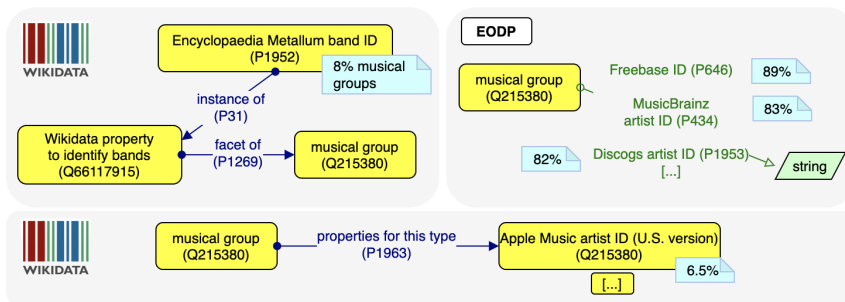 WIKIDATA
Encyclopaedia Metallum band ID
(P1952)
8% musical
groups
instance of
(P31)
Wikidata property
to identify bands
(Q66117915)
facet of
(P1269)
musical group
(Q215380)
EODP
musical group
(Q215380)
Freebase ID (P646)
89%
MusicBrainz
artist ID (P434)
83%
82%
Discogs artist ID (P1953)
[...]
string
WIKIDATA
musical group
(Q215380)
properties for this type
(P1963)
Apple Music artist ID (U.S. version)
(Q215380)
6.5%
[...]